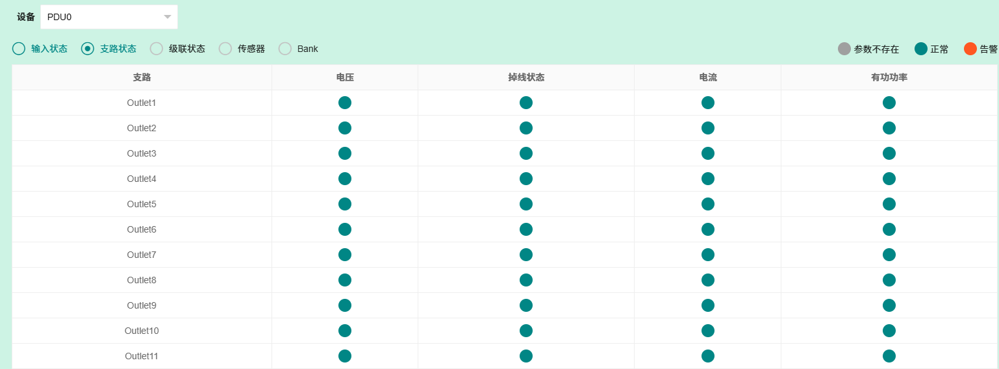 设备 PDU0
输入状态 支路状态 级联状态 传感器 Bank 参数不存在 正常 告警
支路 电压 掉线状态 电流 有功功率
Outlet1
Outlet2
Outlet3
Outlet4
Outlet5
Outlet6
Outlet7
Outlet8
Outlet9
Outlet10
Outlet11